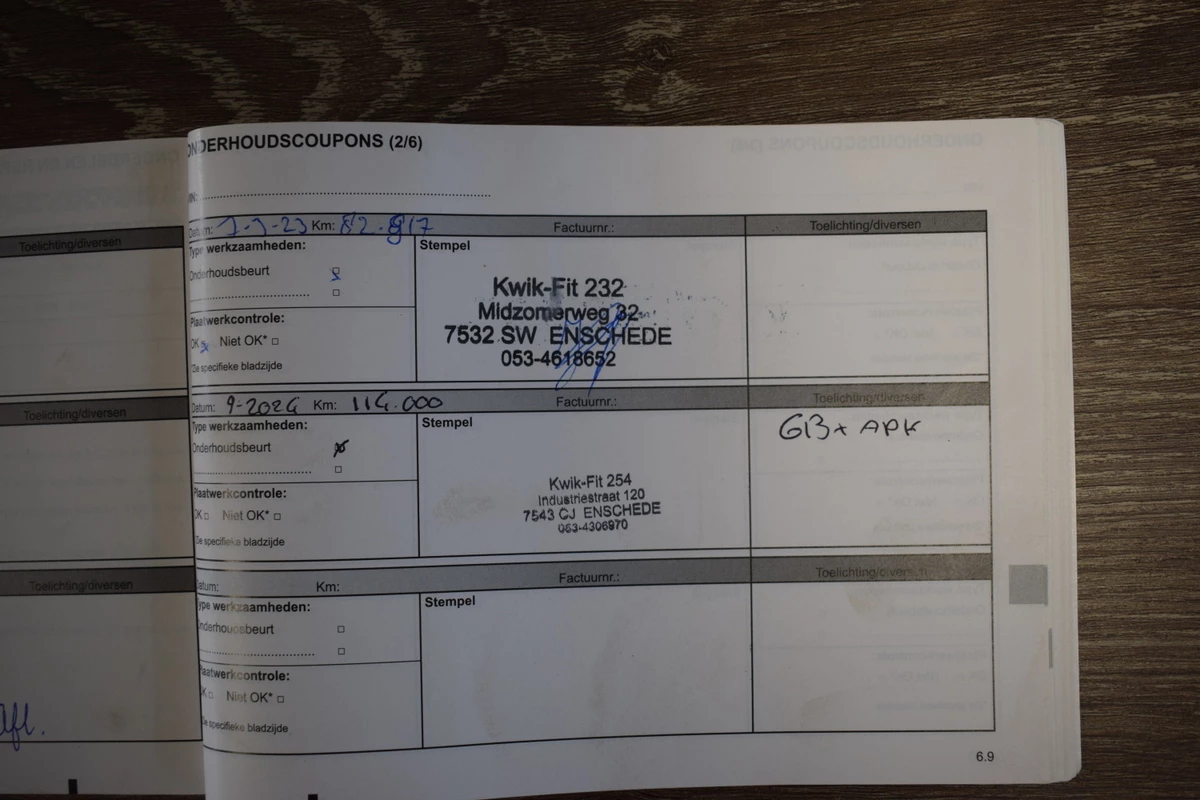 ONDERHOUDSCOUPONS (2/6)
Toelichting/diversen
Datum: 7-3-23 Km: 82.817 Factuurnr.: Toelichting/diversen
Type werkzaamheden:
Stempel
Onderhoudsbeurt
Plaatwerkcontrole:
OK Niet OK*
Zie specifieke bladzijde
Kwik-Fit 232
Midzomerweg 32
7532 SW ENSCHEDE
053-4618652
Toelichting/diversen
Datum: 9-2024 Km: 114.000 Factuurnr.: Toelichting/diversen
Type werkzaamheden:
Stempel
Onderhoudsbeurt
Plaatwerkcontrole:
OK Niet OK*
Zie specifieke bladzijde
Kwik-Fit 254
Industriestraat 120
7543 CJ ENSCHEDE
053-4306970
GB + APK
Toelichting/diversen
Datum: Km: Factuurnr.: Toelichting/diversen
Type werkzaamheden:
Stempel
Onderhoudsbeurt
Plaatwerkcontrole:
OK Niet OK*
Zie specifieke bladzijde
6.9